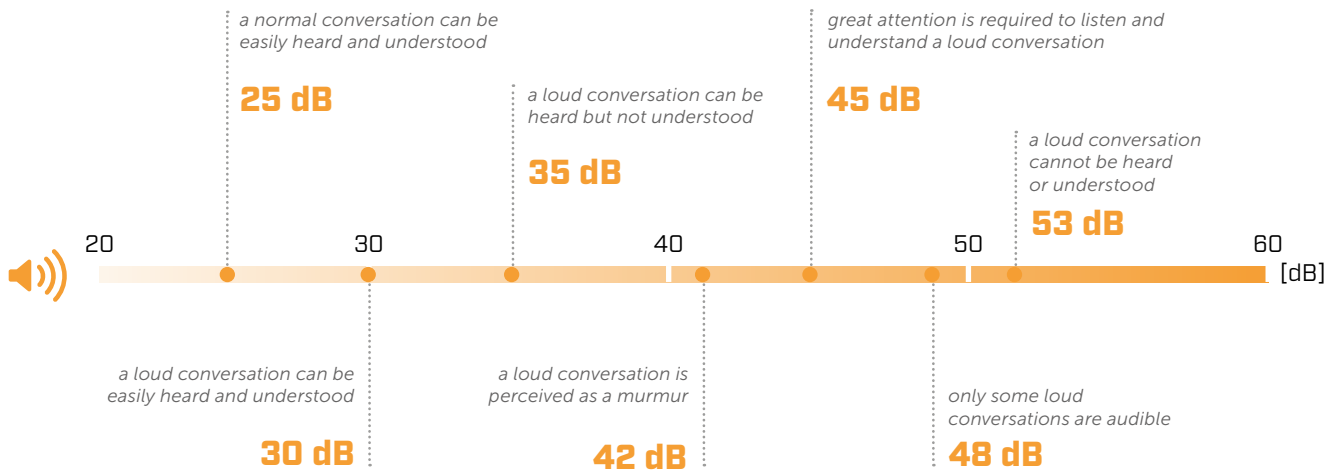 a normal conversation can be
easily heard and understood
25 dB
a loud conversation can be
heard but not understood
35 dB
great attention is required to listen and
understand a loud conversation
45 dB
a loud conversation
cannot be heard
or understood
53 dB
20 30 40 50 60
[dB]
a loud conversation can be
easily heard and understood
30 dB
a loud conversation is
perceived as a murmur
42 dB
only some loud
conversations are audible
48 dB